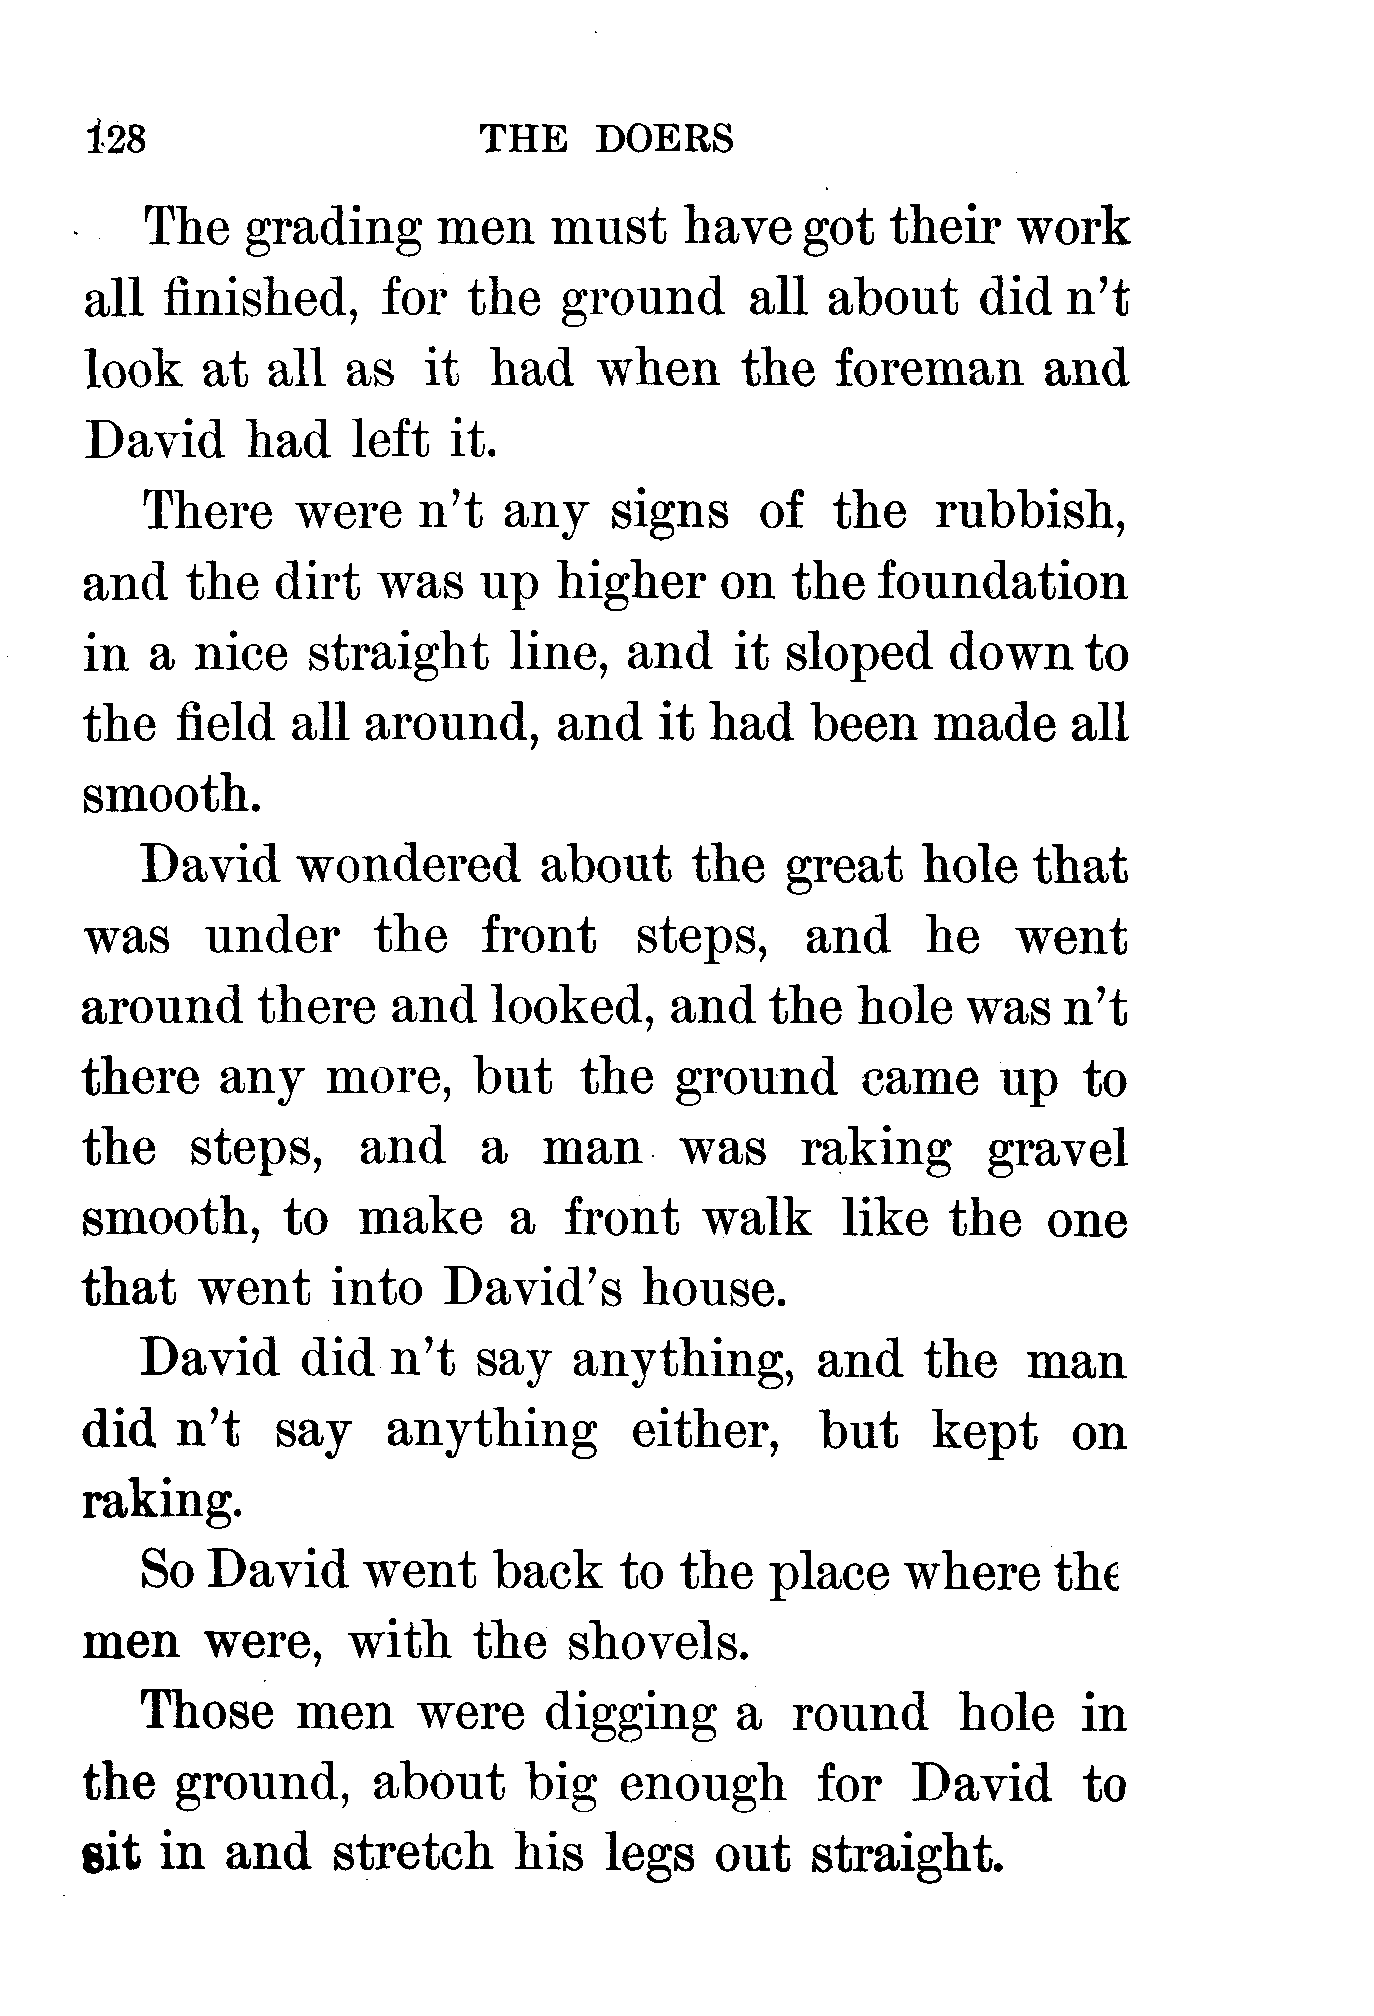 128 THE DOERS
The grading men must have got their work
all finished, for the ground all about did n't
look at all as it had when the foreman and
David had left it.
There were n't any signs of the rubbish,
and the dirt was up higher on the foundation
in a nice straight line, and it sloped down to
the field all around, and it had been made all
smooth.
David wondered about the great hole that
was under the front steps, and he went
around there and looked, and the hole was n't
there any more, but the ground came up to
the steps, and a man was raking gravel
smooth, to make a front walk like the one
that went into David's house.
David did n't say anything, and the man
did n't say anything either, but kept on
raking.
So David went back to the place where the
men were, with the shovels.
Those men were digging a round hole in
the ground, about big enough for David to
sit in and stretch his legs out straight.